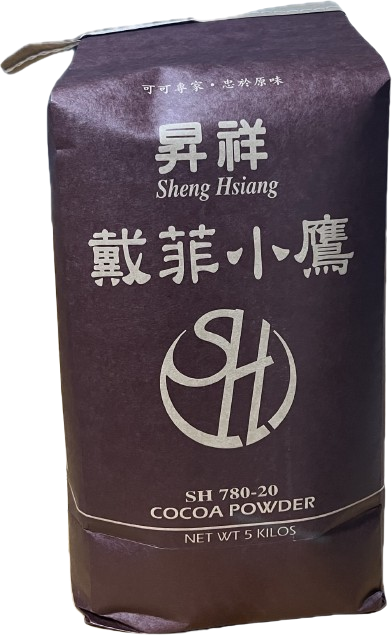 可可專家・忠於原味
昇祥
Sheng Hsiang
戴菲小鷹
SH
SH 780-20
COCOA POWDER
NET WT 5 KILOS